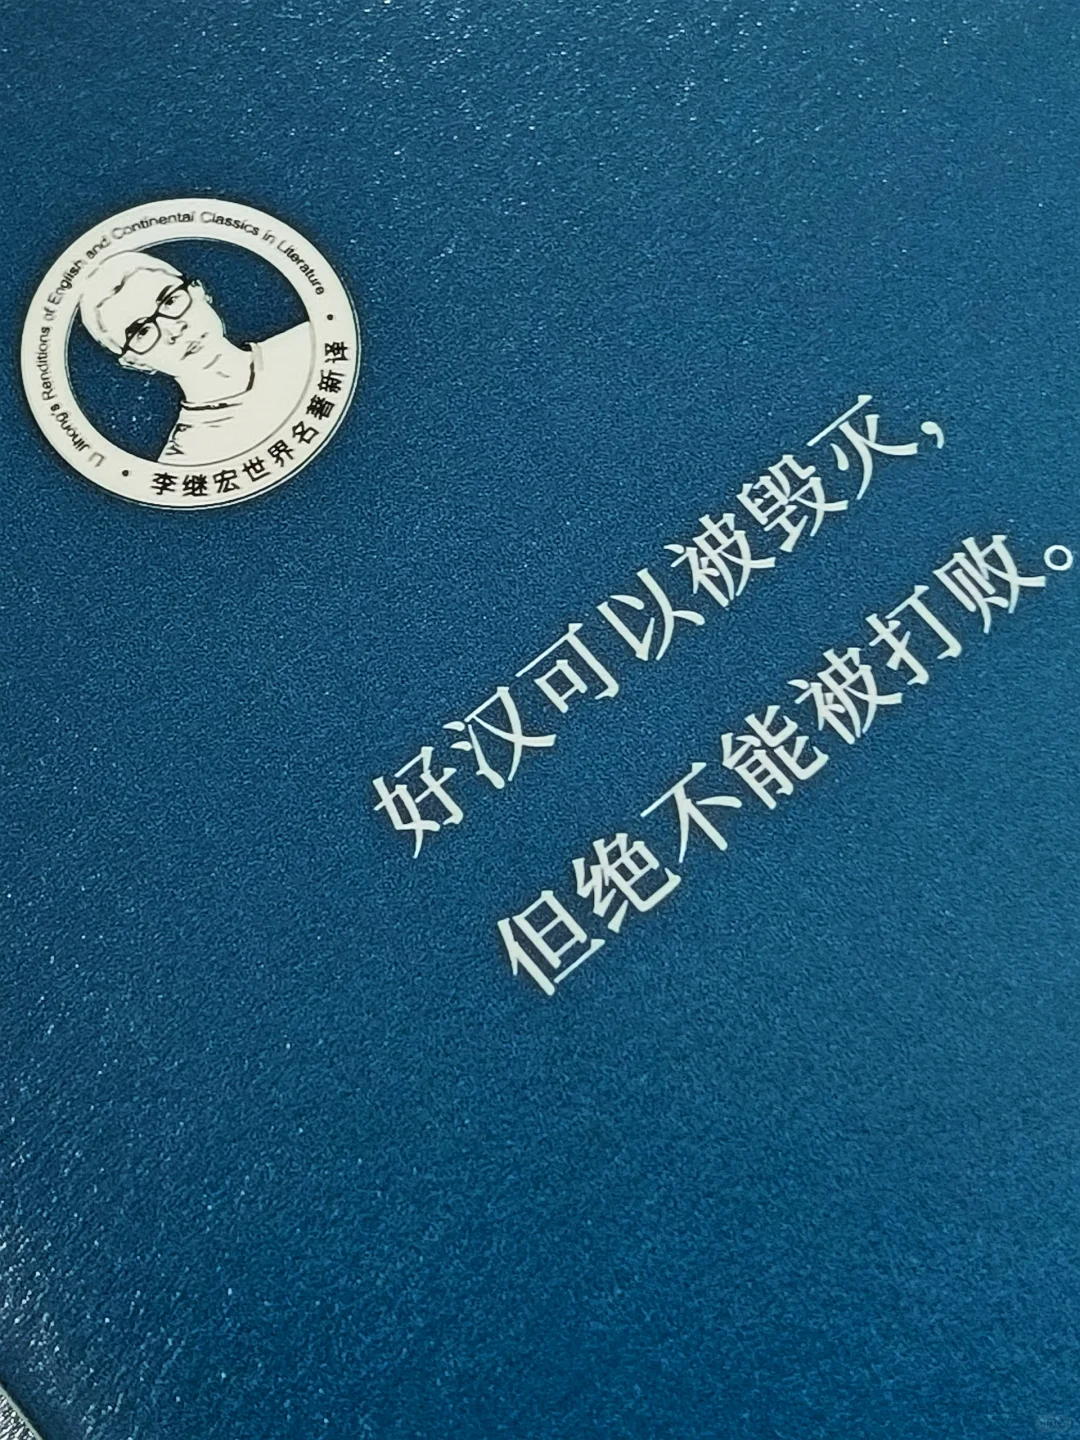 Li Jihong's Renditions of English and Continental Classics in Literature
李继宏世界名著新译
好汉可以被毁灭，
但绝不能被打败。